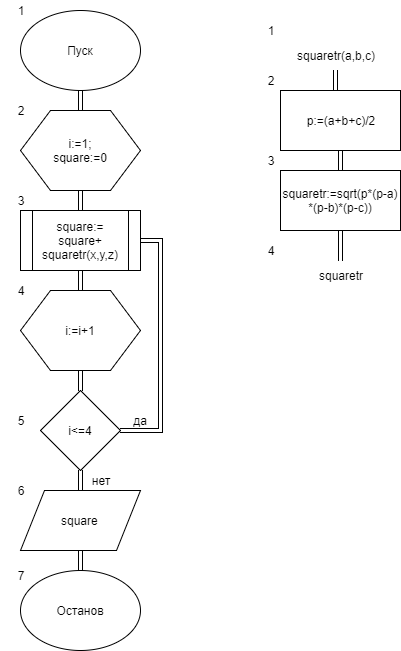 1
Пуск
2
i:=1;
square:=0
3
square:=
square+
squaretr(x,y,z)
4
i:=i+1
5
i<=4
да
нет
6
square
7
Останов
1
squaretr(a,b,c)
2
p:=(a+b+c)/2
3
squaretr:=sqrt(p*(p-a)
*(p-b)*(p-c))
4
squaretr